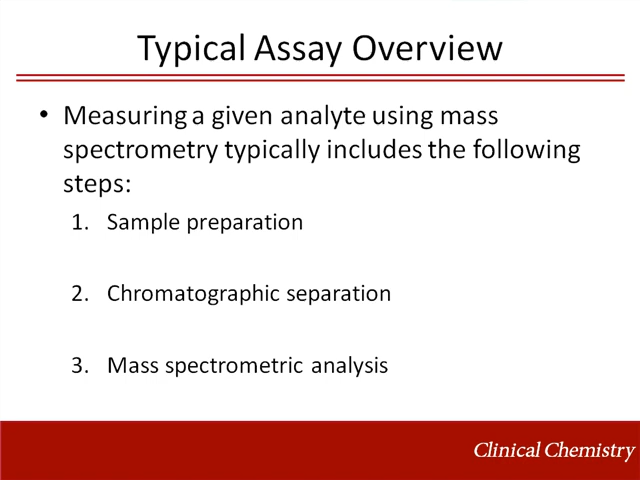 Typical Assay Overview
• Measuring a given analyte using mass
spectrometry typically includes the following
steps:
1. Sample preparation
2. Chromatographic separation
3. Mass spectrometric analysis
Clinical Chemistry